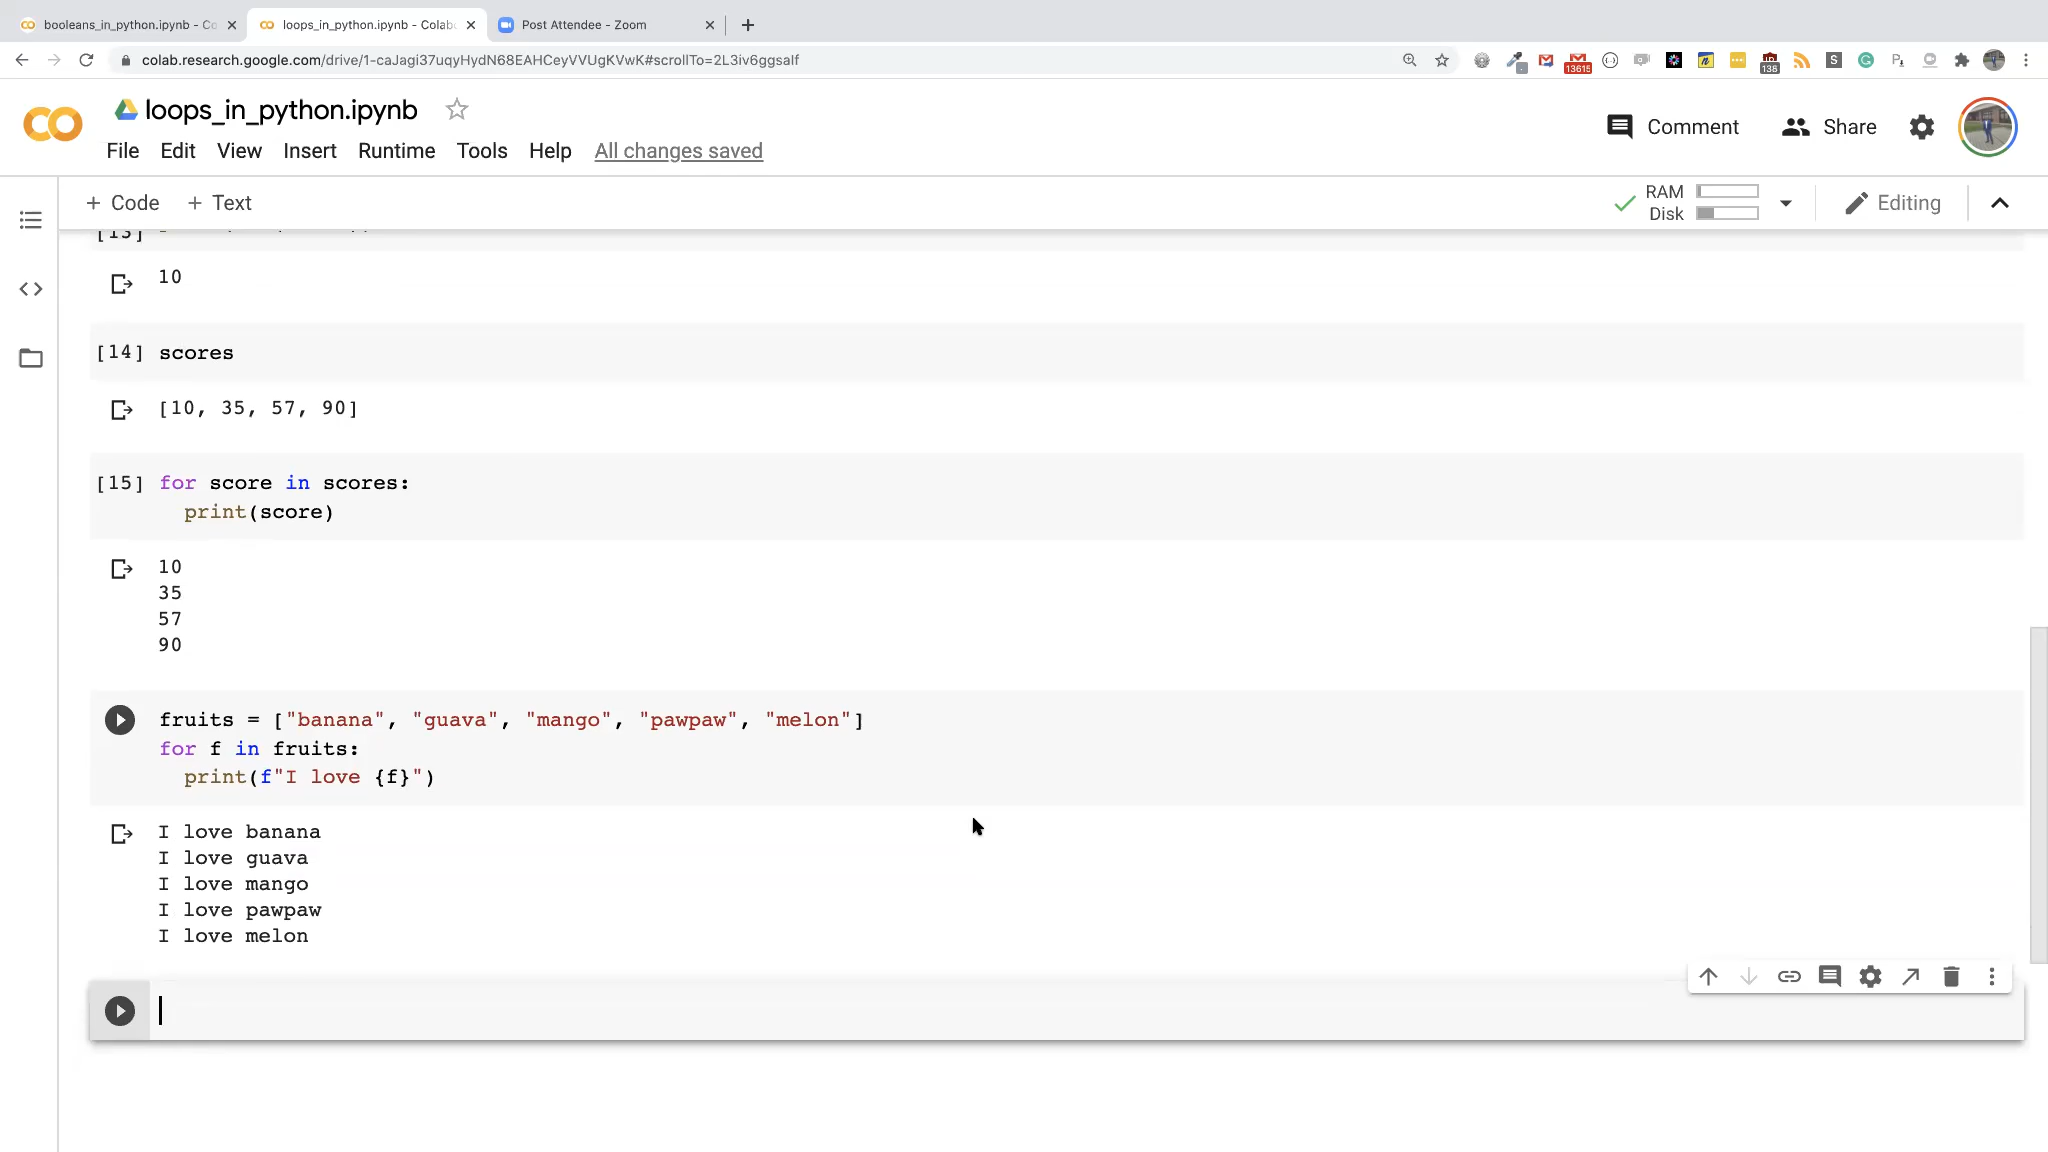 booleans_in_python.ipynb - Co
loops_in_python.ipynb - Colab
Post Attendee - Zoom
colab.research.google.com/drive/1-caJagi37uqyHydN68EAHCeyVVUgKVwK#scrollTo=2L3iv6ggsaIf
13615
138
loops_in_python.ipynb
Comment
Share
File Edit View Insert Runtime Tools Help All changes saved
+ Code + Text
RAM
Disk
Editing
[13]
10
[14] scores
[10, 35, 57, 90]
[15] for score in scores:
print(score)
10
35
57
90
fruits = ["banana", "guava", "mango", "pawpaw", "melon"]
for f in fruits:
print(f"I love {f}")
I love banana
I love guava
I love mango
I love pawpaw
I love melon